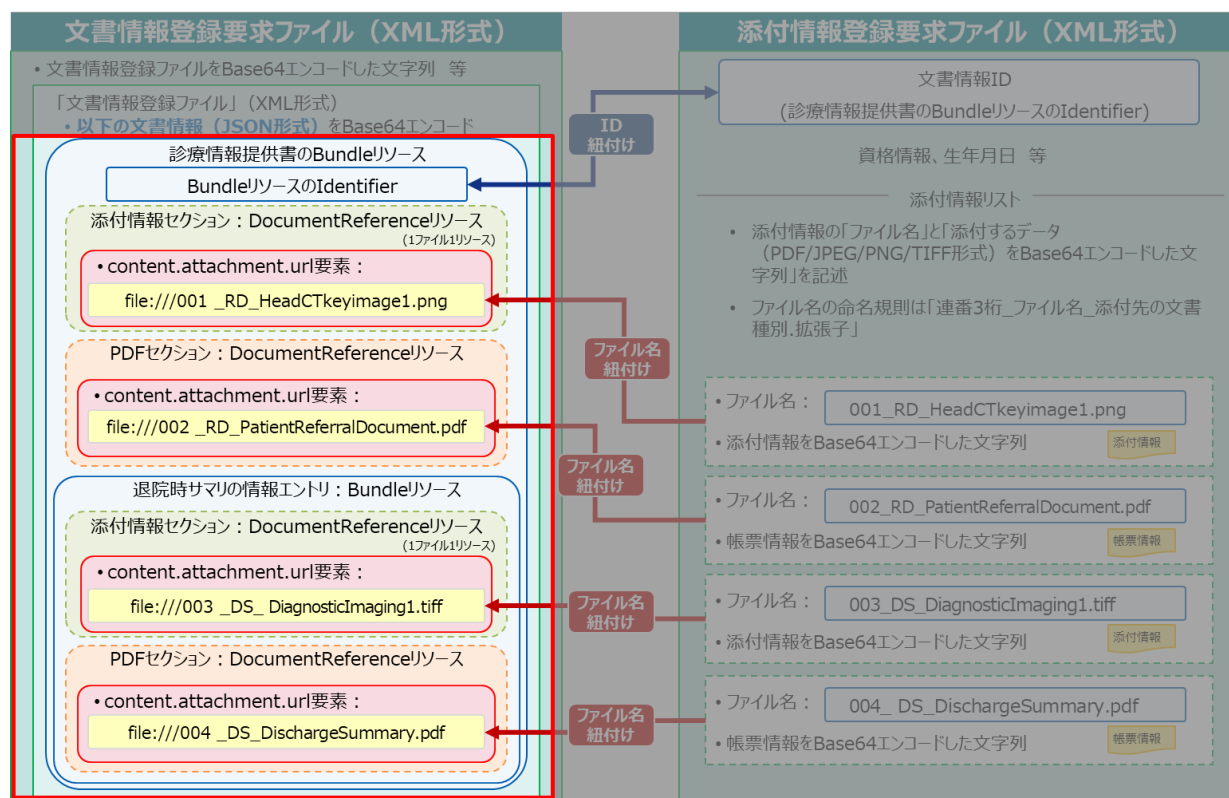 文書情報登録要求ファイル（XML形式）
• 文書情報登録ファイルをBase64エンコードした文字列　等
「文書情報登録ファイル」（XML形式）
• 以下の文書情報（JSON形式）をBase64エンコード
診療情報提供書のBundleリソース
BundleリソースのIdentifier
添付情報セクション：DocumentReferenceリソース
(1ファイル1リソース)
• content.attachment.url要素：
file:///001 _RD_HeadCTkeyimage1.png
PDFセクション：DocumentReferenceリソース
• content.attachment.url要素：
file:///002 _RD_PatientReferralDocument.pdf
退院時サマリの情報エントリ：Bundleリソース
添付情報セクション：DocumentReferenceリソース
(1ファイル1リソース)
• content.attachment.url要素：
file:///003 _DS_ DiagnosticImaging1.tiff
PDFセクション：DocumentReferenceリソース
• content.attachment.url要素：
file:///004 _DS_DischargeSummary.pdf
ID
紐付け
ファイル名
紐付け
ファイル名
紐付け
ファイル名
紐付け
ファイル名
紐付け
添付情報登録要求ファイル（XML形式）
文書情報ID
(診療情報提供書のBundleリソースのIdentifier)
資格情報、生年月日　等
添付情報リスト
• 添付情報の「ファイル名」と「添付するデータ
（PDF/JPEG/PNG/TIFF形式）をBase64エンコードした文
字列」を記述
• ファイル名の命名規則は「連番3桁_ファイル名_添付先の文書
種別.拡張子」
• ファイル名：
001_RD_HeadCTkeyimage1.png
• 添付情報をBase64エンコードした文字列
添付情報
• ファイル名：
002_RD_PatientReferralDocument.pdf
• 帳票情報をBase64エンコードした文字列
帳票情報
• ファイル名：
003_DS_DiagnosticImaging1.tiff
• 添付情報をBase64エンコードした文字列
添付情報
• ファイル名：
004_ DS_DischargeSummary.pdf
• 帳票情報をBase64エンコードした文字列
帳票情報